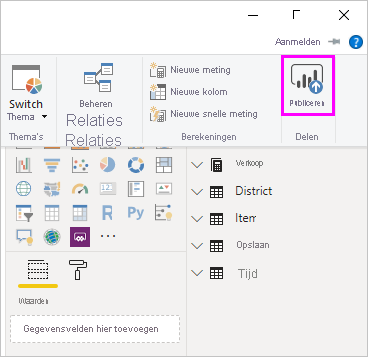 Aanmelden
?
Switch
Thema
Beheren
Relaties
Relaties
Nieuwe meting
Nieuwe kolom
Nieuwe snelle meting
Publiceren
Thema's
Berekeningen
Delen
Verkoop
District
Item
Opslaan
Tijd
123
R Py
...
Waarden
Gegevensvelden hier toevoegen